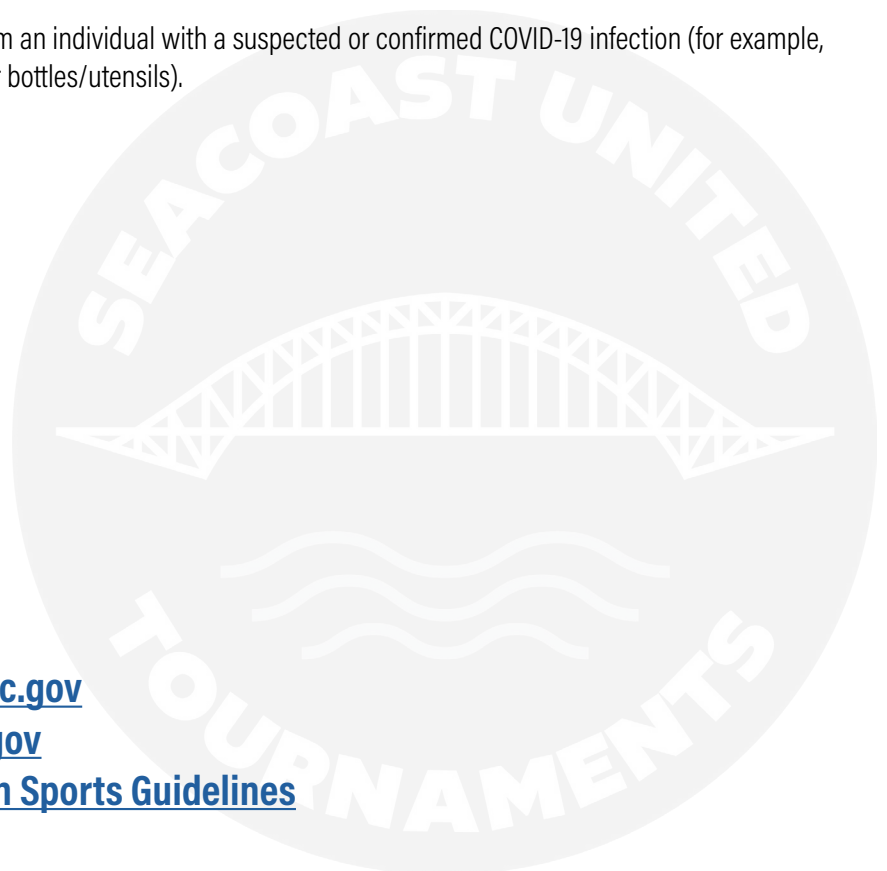 m an individual with a suspected or confirmed COVID-19 infection (for example,
r bottles/utensils).
SEACOAST UNITED
TOURNAMENTS
c.gov
gov
h Sports Guidelines